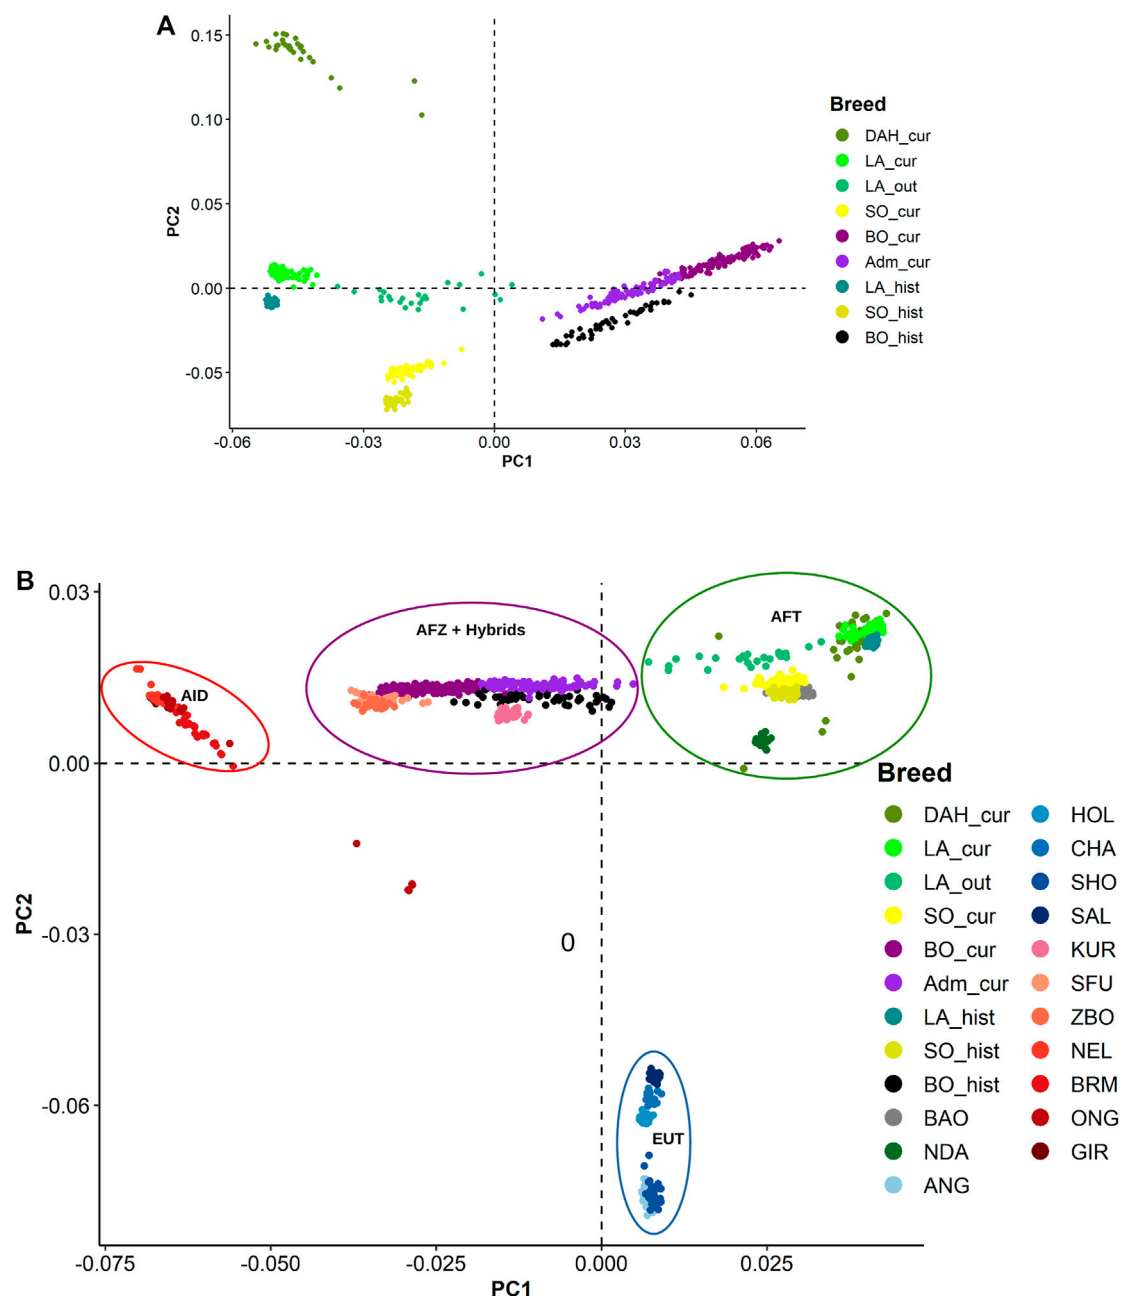 A
0.15
0.10
0.05
0.00
-0.05
PC2
-0.06
-0.03
0.00
0.03
0.06
PC1
Breed
DAH_cur
LA_cur
LA_out
SO_cur
BO_cur
Adm_cur
LA_hist
SO_hist
BO_hist
B
0.03
0.00
-0.03
-0.06
PC2
AID
AFZ + Hybrids
AFT
0
EUT
-0.075
-0.050
-0.025
0.000
0.025
PC1
Breed
DAH_cur
LA_cur
LA_out
SO_cur
BO_cur
Adm_cur
LA_hist
SO_hist
BO_hist
BAO
NDA
ANG
HOL
CHA
SHO
SAL
KUR
SFU
ZBO
NEL
BRM
ONG
GIR